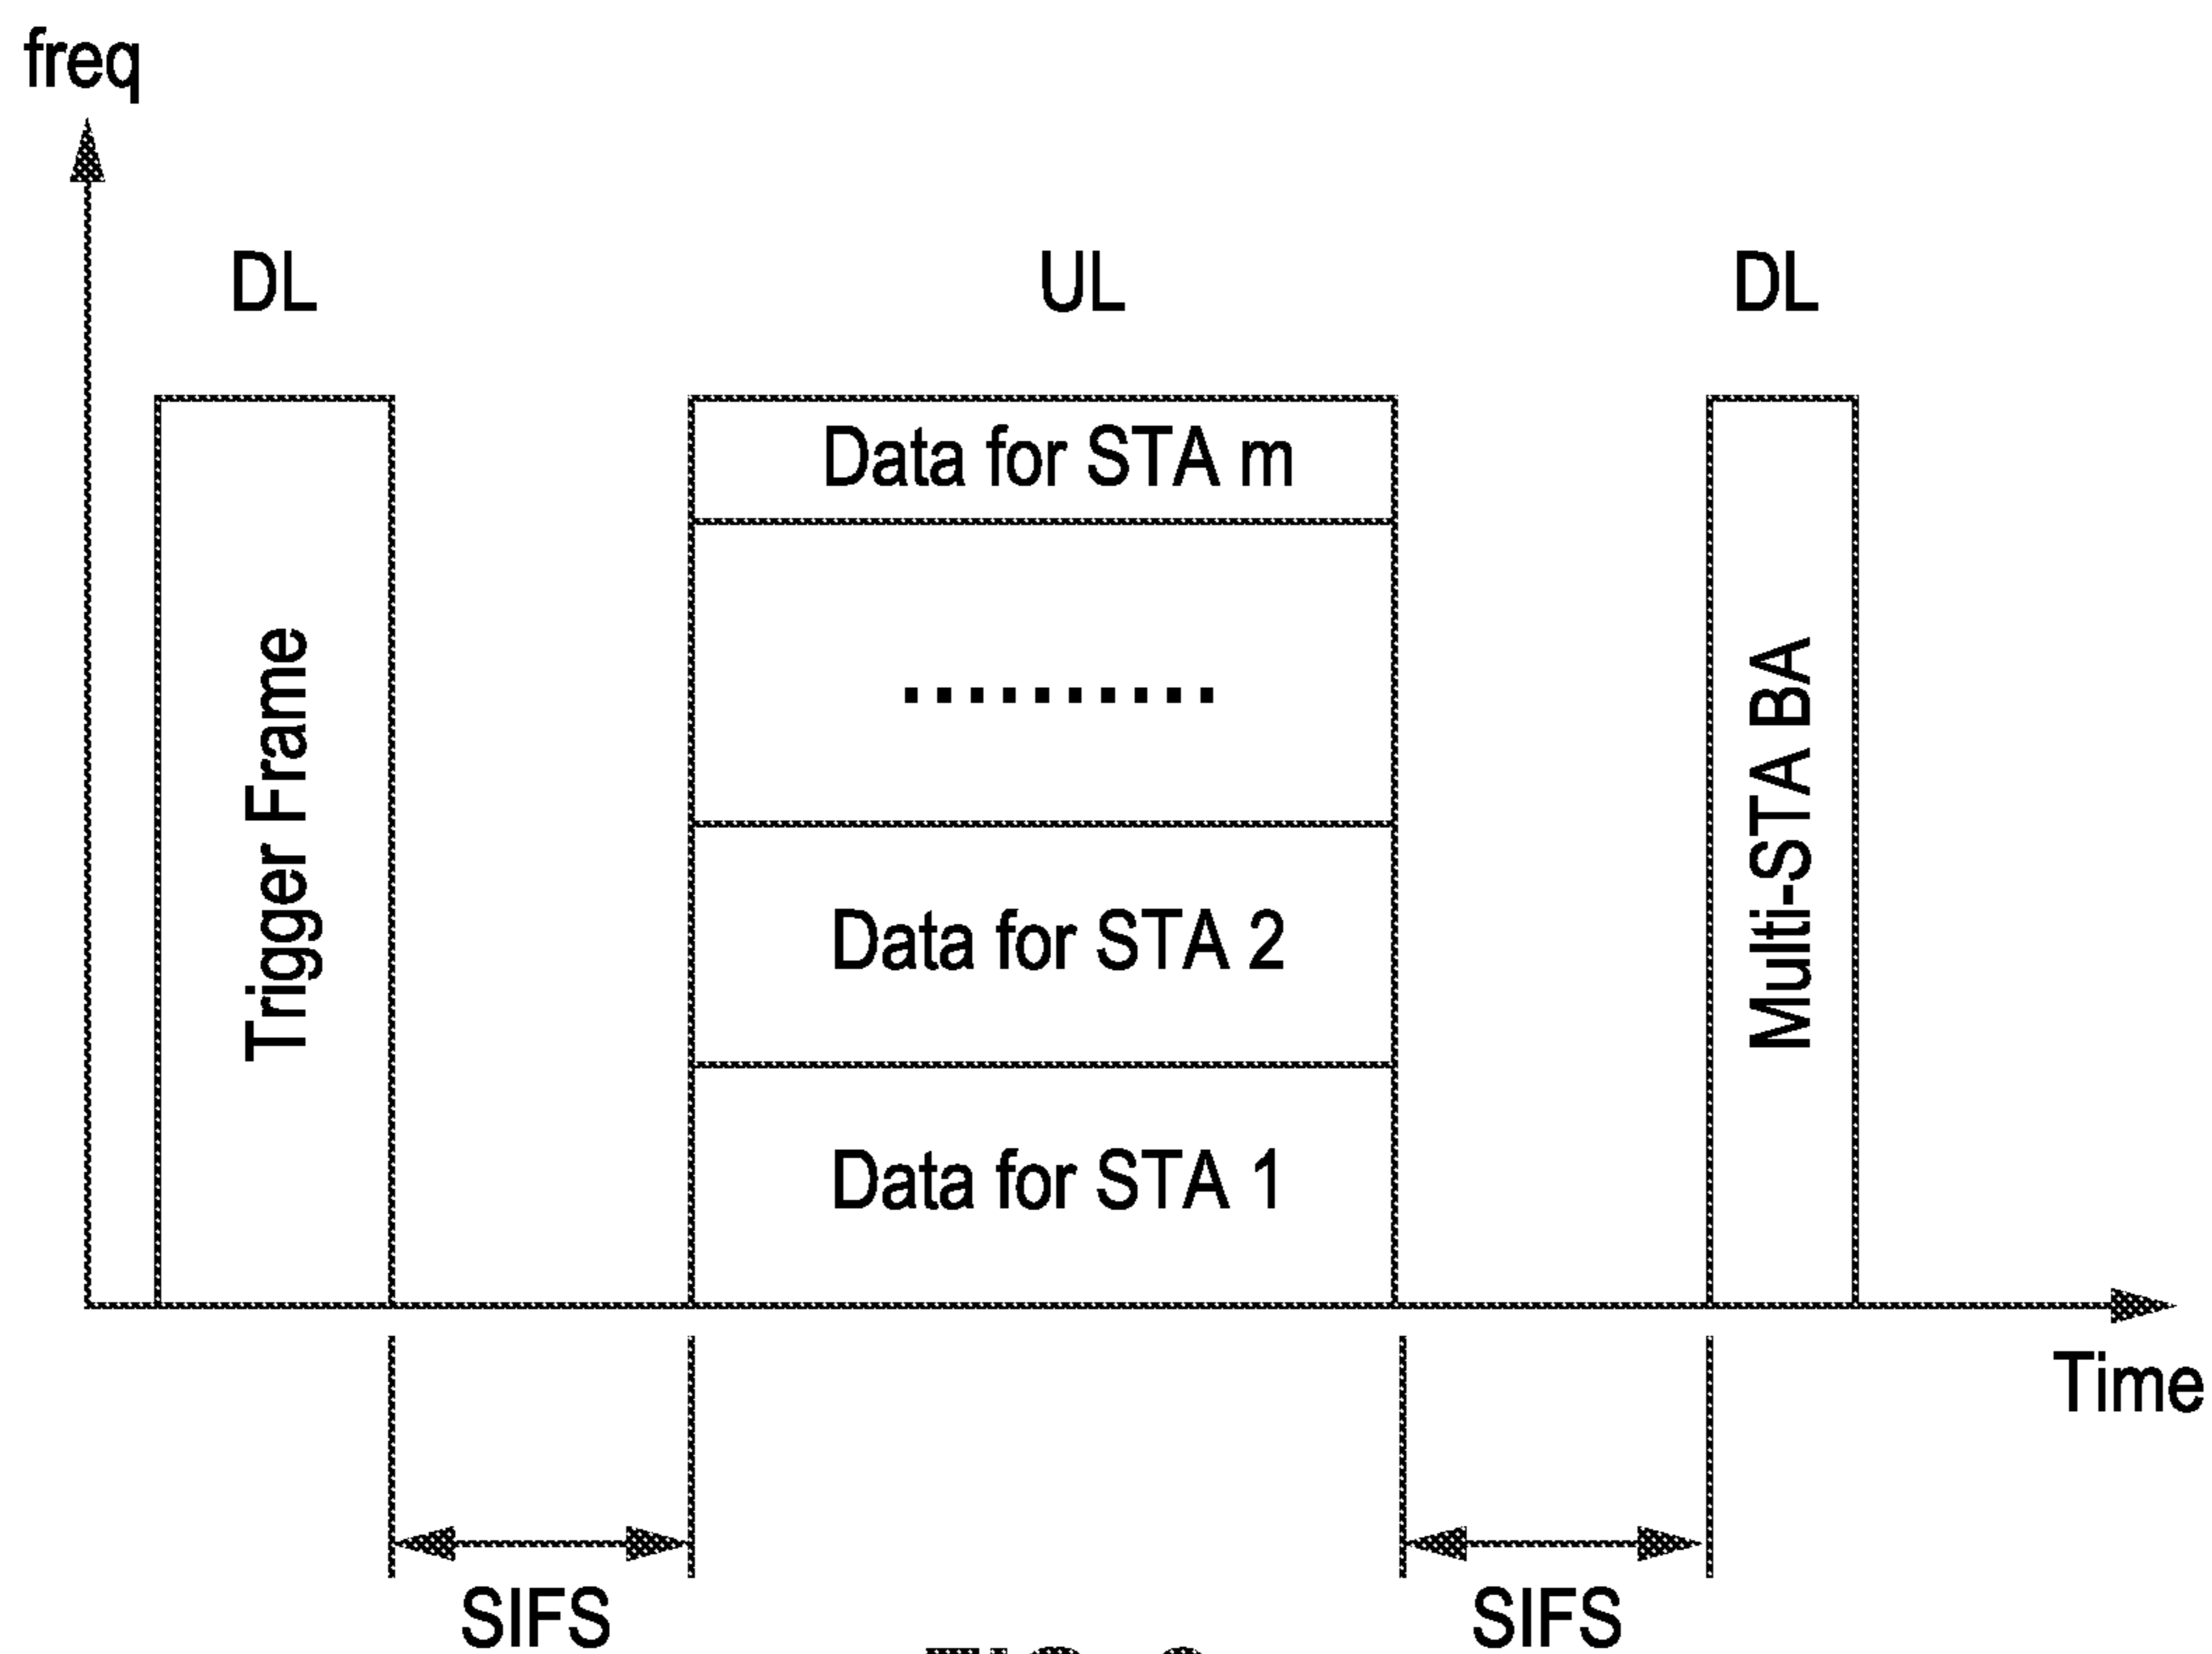 freq
DL
UL
DL
Trigger Frame
Data for STA m
..........
Data for STA 2
Data for STA 1
Multi-STA BA
Time
SIFS
SIFS